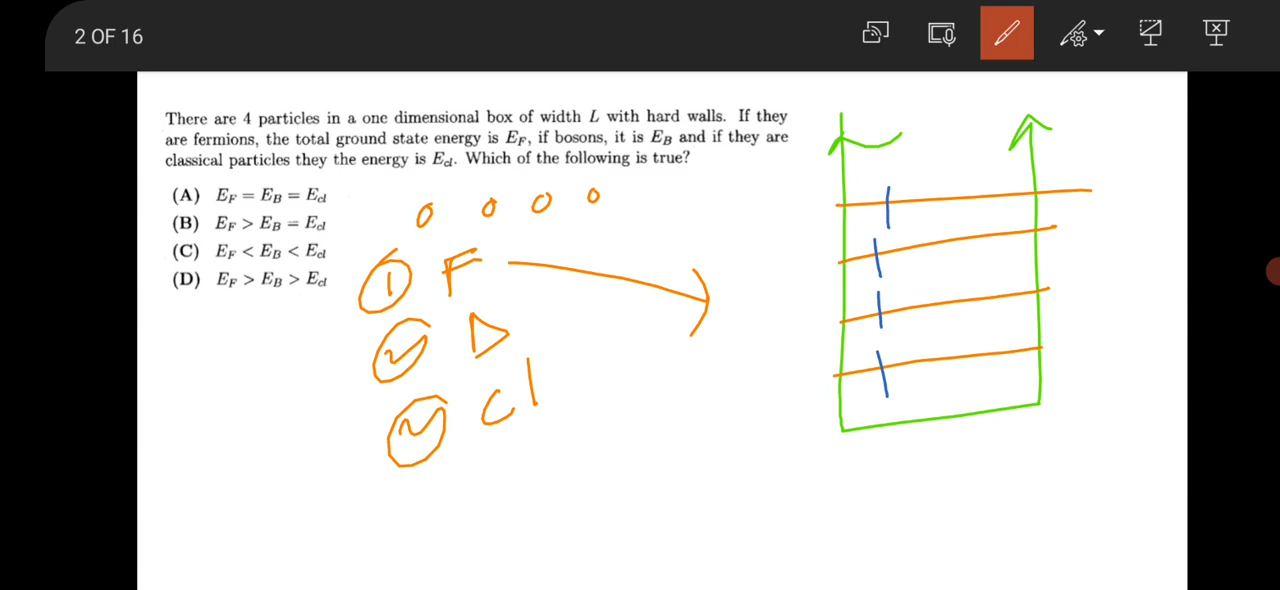 2 OF 16
There are 4 particles in a one dimensional box of width L with hard walls. If they
are fermions, the total ground state energy is E_F, if bosons, it is E_B and if they are
classical particles they the energy is E_cl. Which of the following is true?
(A) E_F = E_B = E_cl
(B) E_F > E_B = E_cl
(C) E_F < E_B < E_cl
(D) E_F > E_B > E_cl
① F
cl